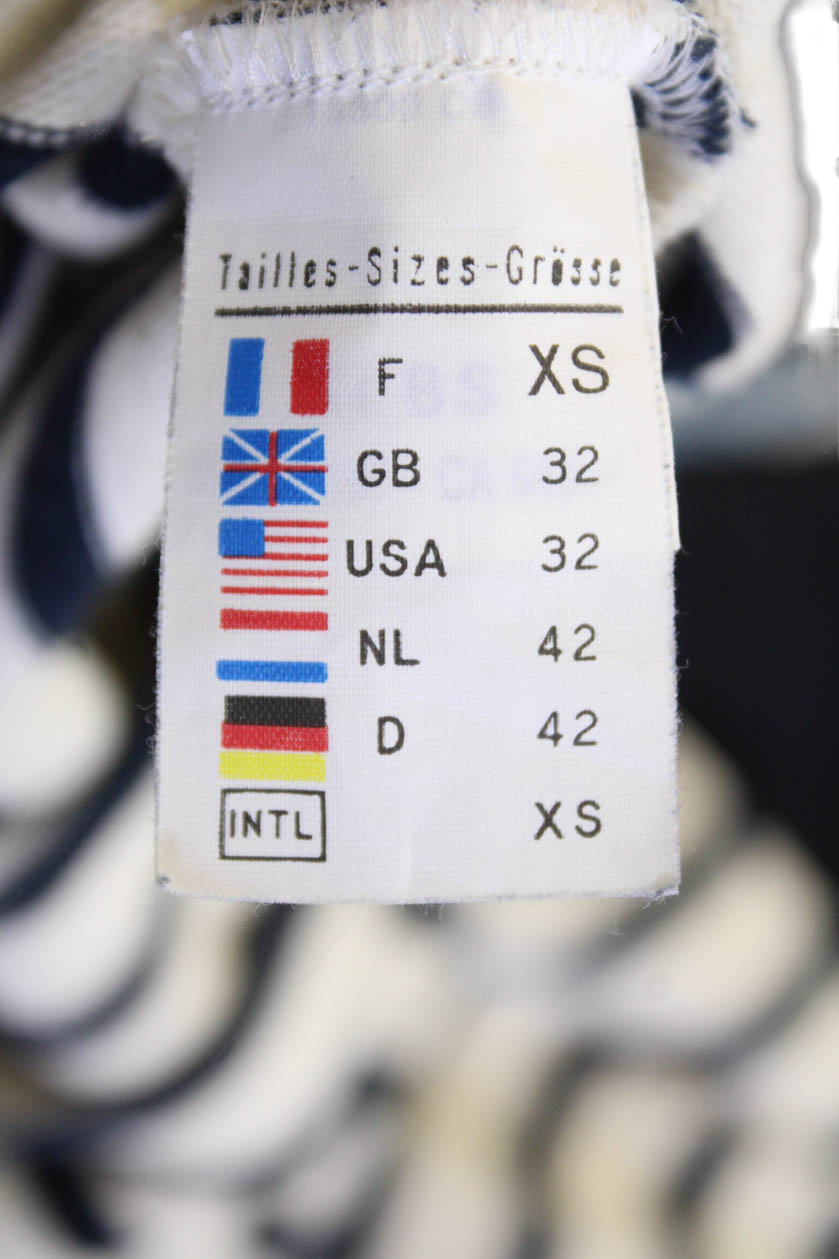 Tailles-Sizes-Grösse
F XS
GB 32
USA 32
NL 42
D 42
INTL XS